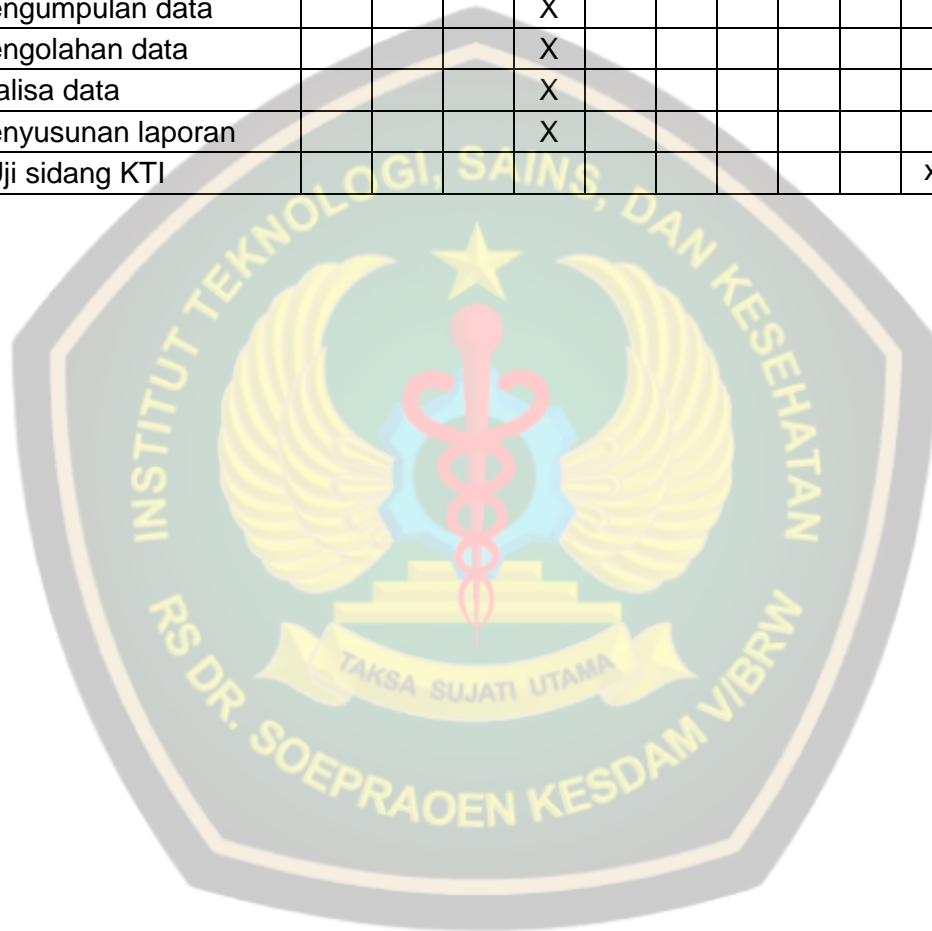 engumpulan data X
engolahan data X
alisa data X
enyusunan laporan X
Uji sidang KTI x
INSTITUT TEKNOLOGI, SAINS, DAN KESEHATAN
TAKSA SUJATI UTAMA
RS DR. SOEPRAOEN KESDAM V/BRW